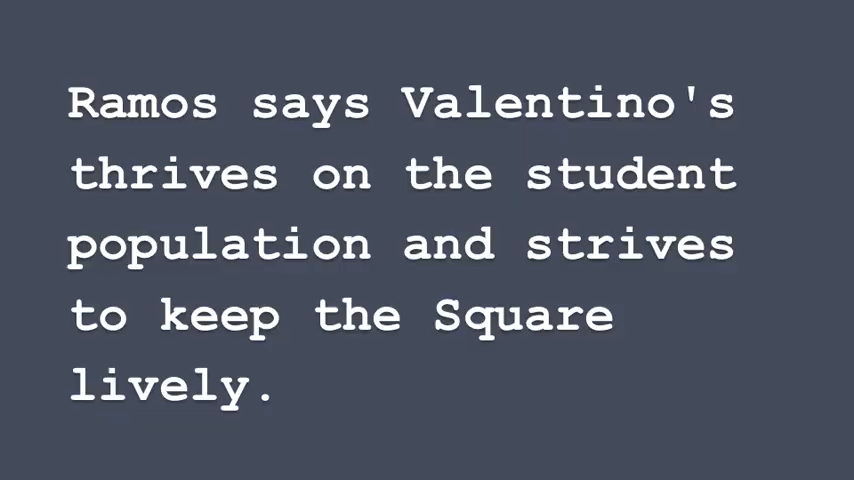 Ramos says Valentino's
thrives on the student
population and strives
to keep the Square
lively.